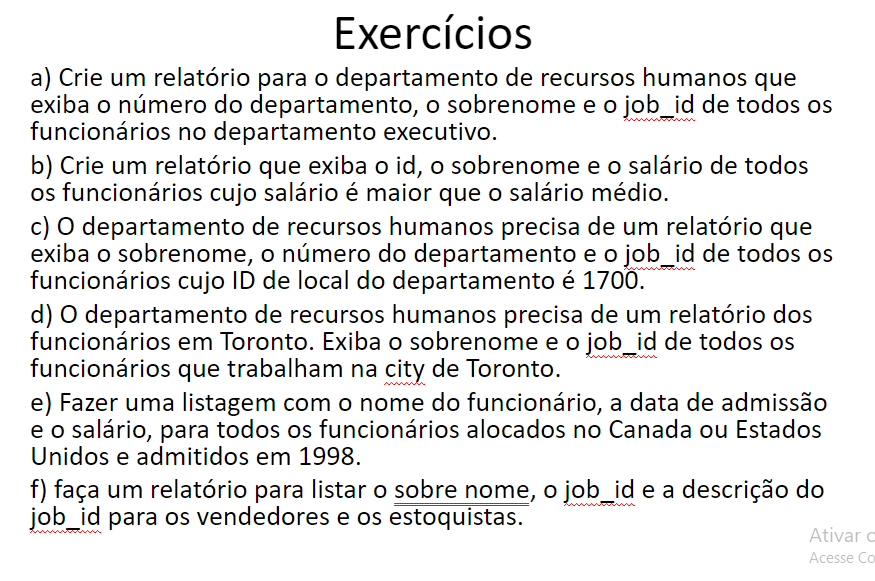 Exercícios
a) Crie um relatório para o departamento de recursos humanos que
exiba o número do departamento, o sobrenome e o job_id de todos os
funcionários no departamento executivo.
b) Crie um relatório que exiba o id, o sobrenome e o salário de todos
os funcionários cujo salário é maior que o salário médio.
c) O departamento de recursos humanos precisa de um relatório que
exiba o sobrenome, o número do departamento e o job_id de todos os
funcionários cujo ID de local do departamento é 1700.
d) O departamento de recursos humanos precisa de um relatório dos
funcionários em Toronto. Exiba o sobrenome e o job_id de todos os
funcionários que trabalham na city de Toronto.
e) Fazer uma listagem com o nome do funcionário, a data de admissão
e o salário, para todos os funcionários alocados no Canada ou Estados
Unidos e admitidos em 1998.
f) faça um relatório para listar o sobre nome, o job_id e a descrição do
job_id para os vendedores e os estoquistas.
Ativar
Acesse